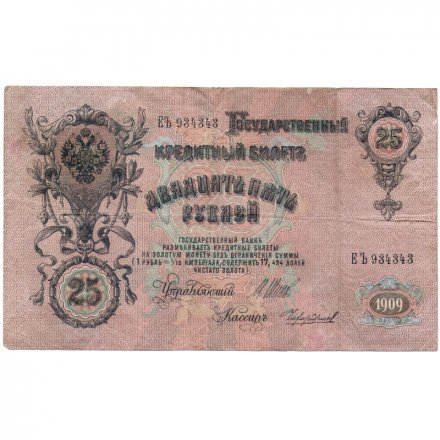 ЕЪ 934343 Государственный
25
Кредитный Билетъ
Двадцать пять
рублей
Государственный Банкъ
размѣниваетъ кредитные билеты
на золотую монету безъ ограниченія суммы
(1 рубль = 1/15 имперіала, содержитъ 17,424 долей
чистаго золота).
ЕЪ 934343
25
Управляющій
1909
Кассиръ